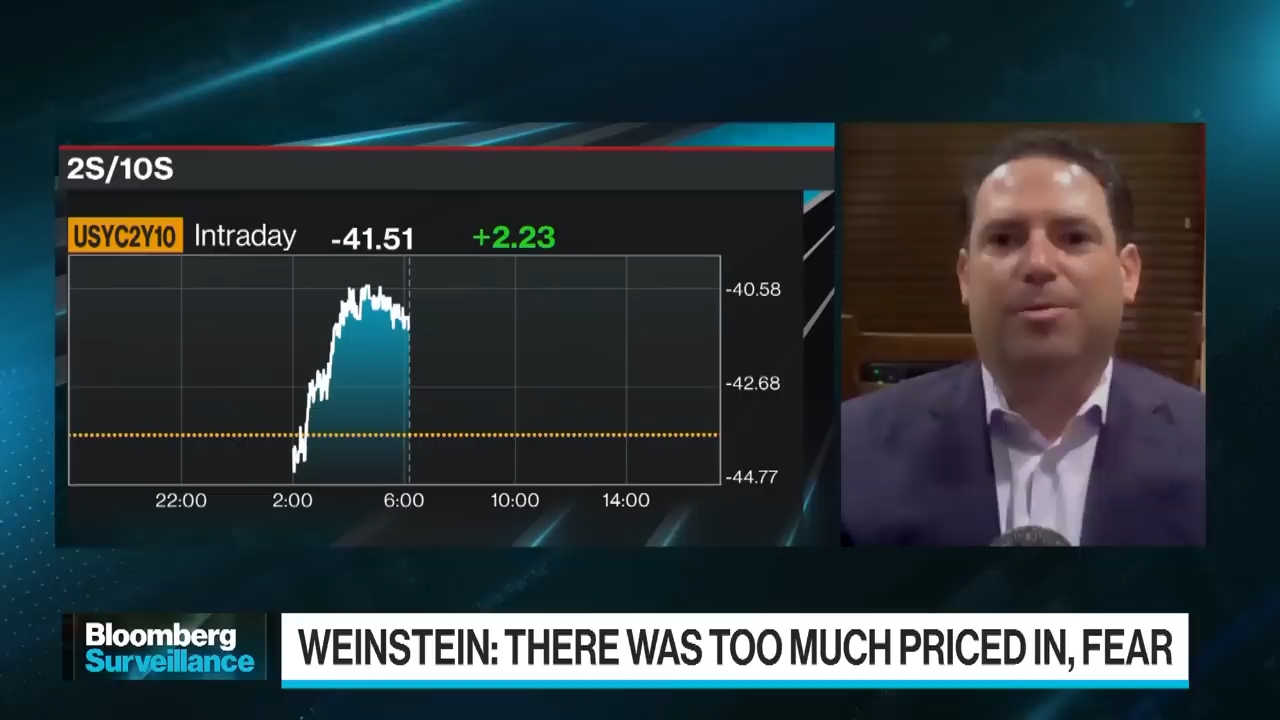 2S/10S
USYC2Y10 Intraday -41.51 +2.23
-40.58
-42.68
-44.77
22:00 2:00 6:00 10:00 14:00
Bloomberg
Surveillance
WEINSTEIN: THERE WAS TOO MUCH PRICED IN, FEAR